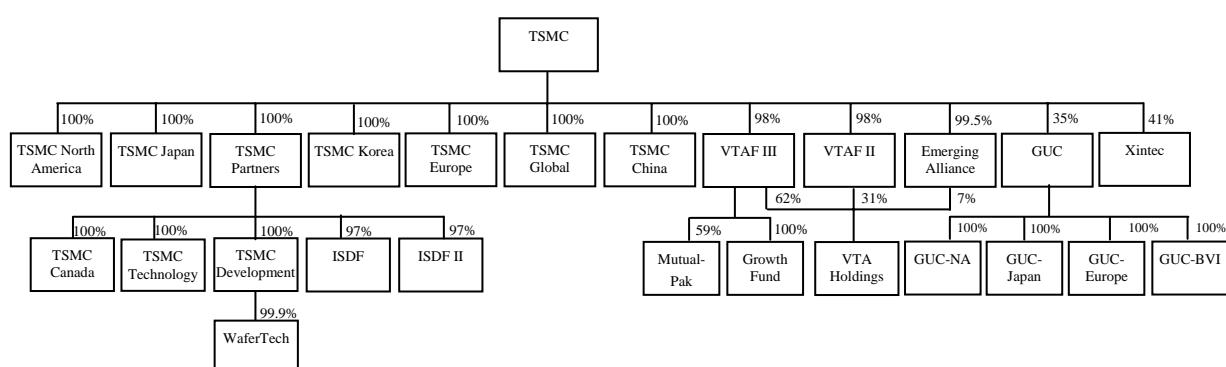 TSMC
100%
100%
100%
100%
100%
100%
100%
98%
98%
99.5%
35%
41%
TSMC North
America
TSMC Japan
TSMC
Partners
TSMC Korea
TSMC
Europe
TSMC
Global
TSMC
China
VTAF III
VTAF II
Emerging
Alliance
GUC
Xintec
62%
31%
7%
100%
100%
100%
97%
97%
59%
100%
100%
100%
100%
100%
TSMC
Canada
TSMC
Technology
TSMC
Development
ISDF
ISDF II
Mutual-
Pak
Growth
Fund
VTA
Holdings
GUC-NA
GUC-
Japan
GUC-
Europe
GUC-BVI
99.9%
WaferTech